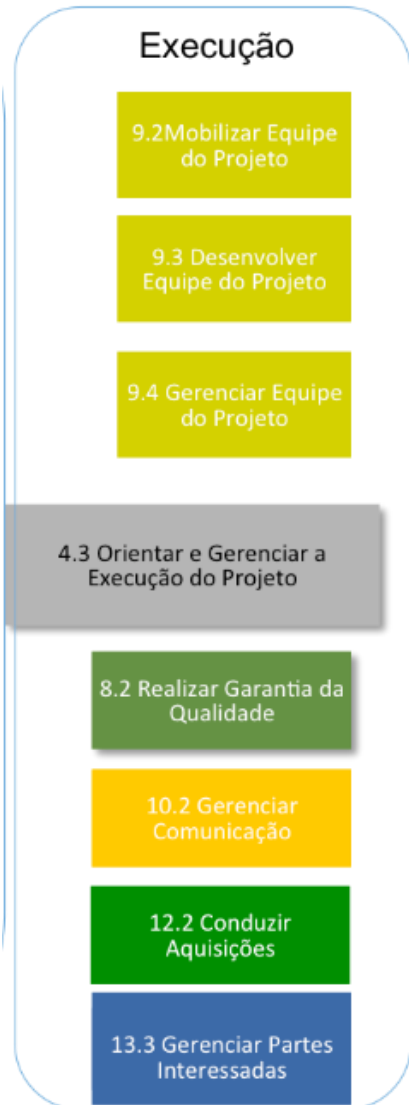 Execução
9.2Mobilizar Equipe
do Projeto
9.3 Desenvolver
Equipe do Projeto
9.4 Gerenciar Equipe
do Projeto
4.3 Orientar e Gerenciar a
Execução do Projeto
8.2 Realizar Garantia da
Qualidade
10.2 Gerenciar
Comunicação
12.2 Conduzir
Aquisições
13.3 Gerenciar Partes
Interessadas